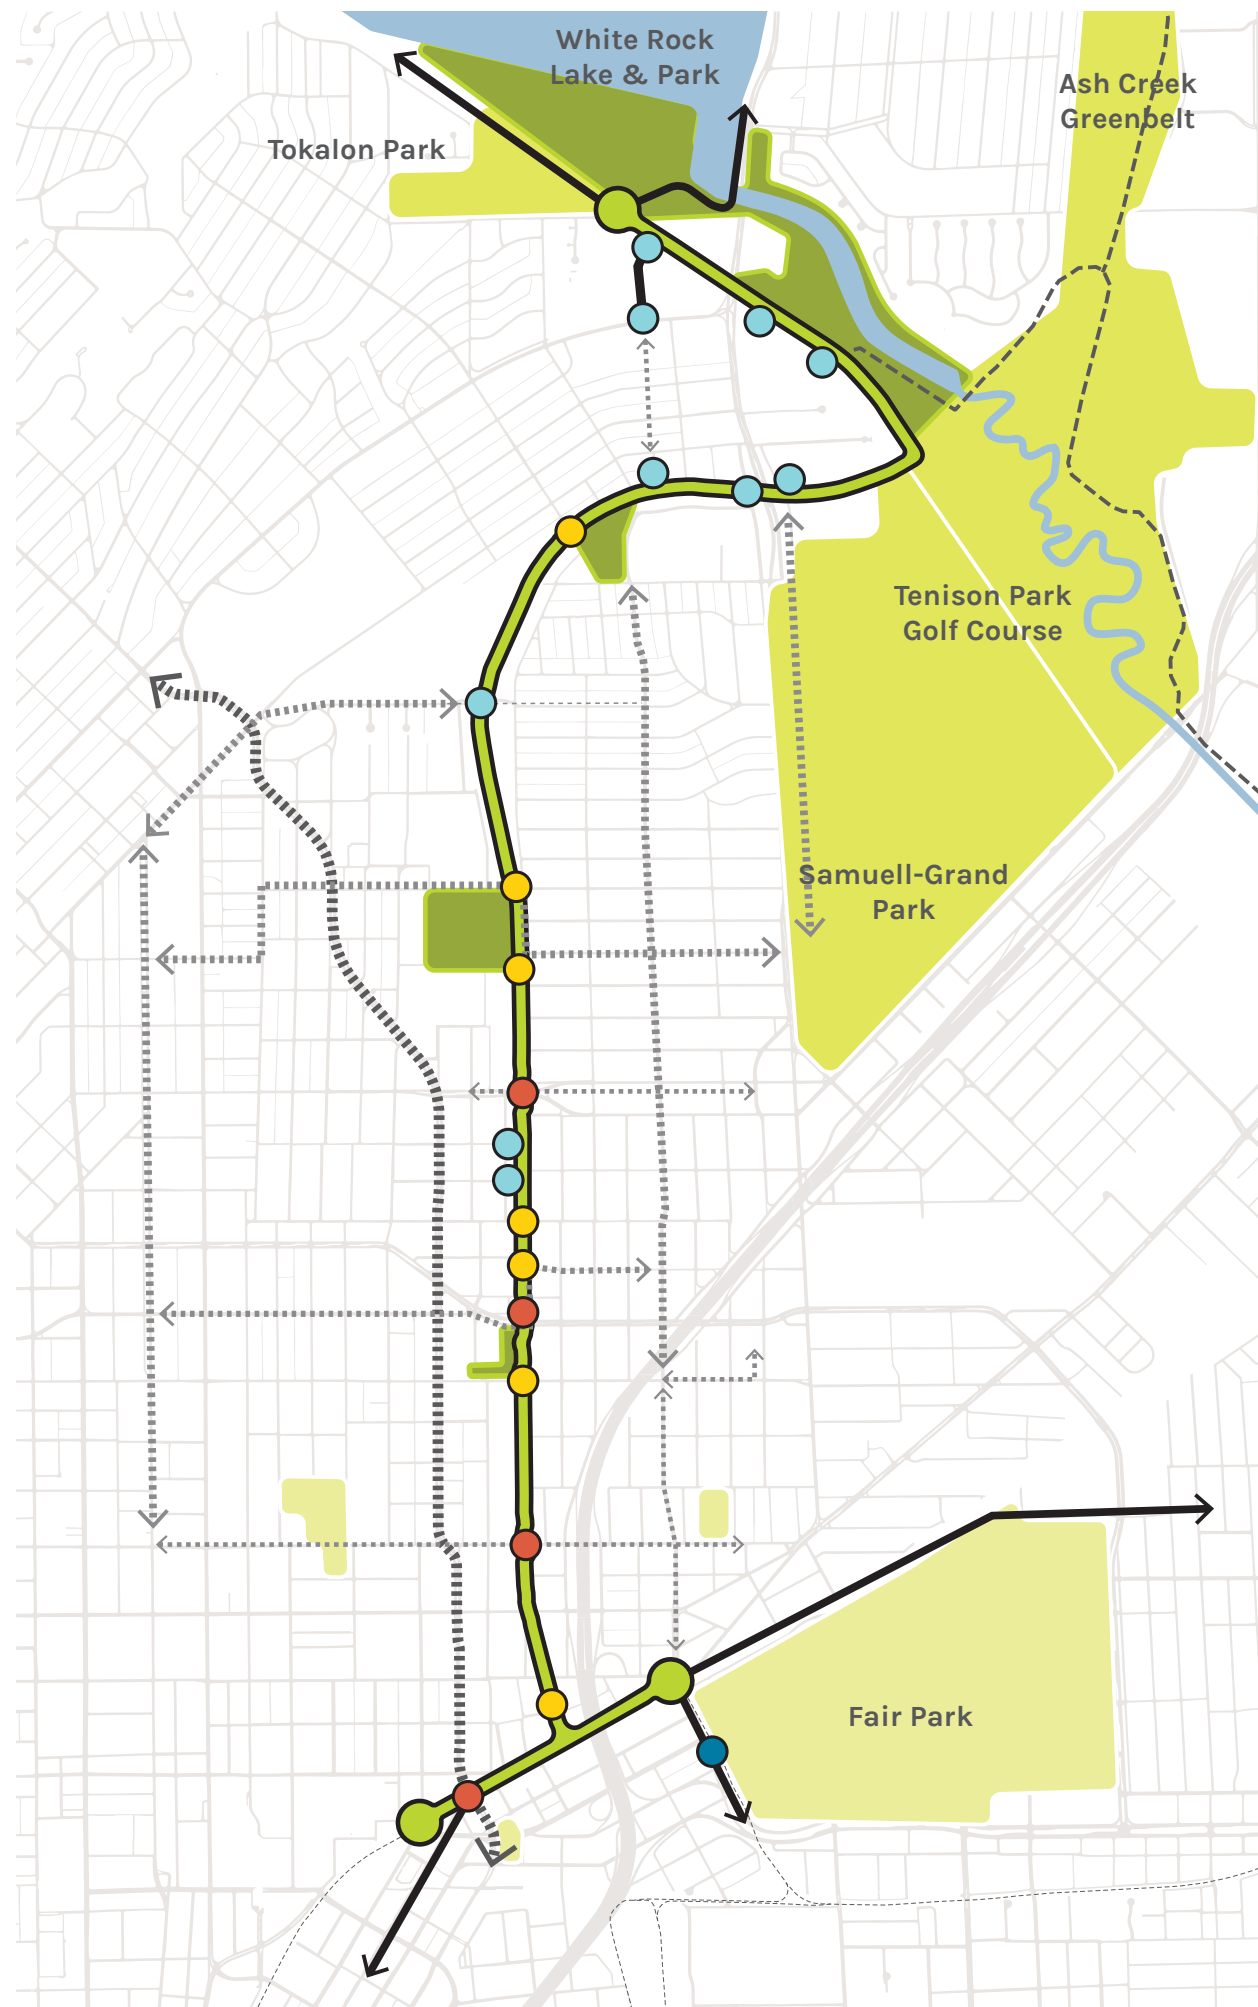 White Rock
Lake & Park
Ash Creek
Greenbelt
Tokalon Park
Tenison Park
Golf Course
Samuell-Grand
Park
Fair Park